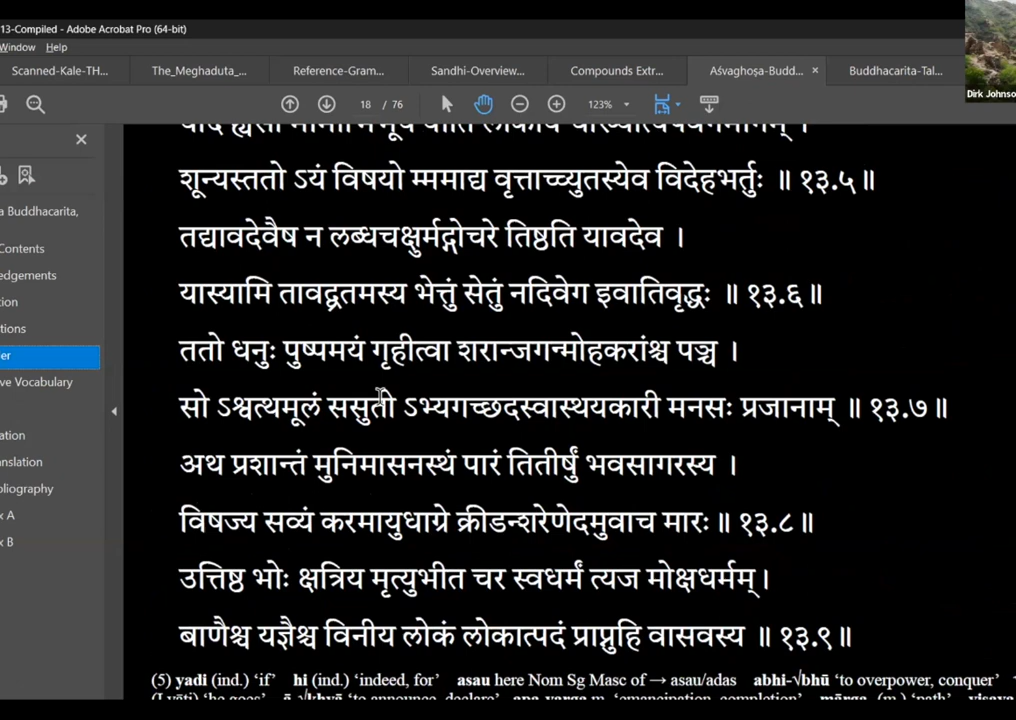 13-Compiled - Adobe Acrobat Pro (64-bit)
Window Help
Scanned-Kale-TH... The_Meghaduta_... Reference-Gram... Sandhi-Overview... Compounds Extr... Aśvaghoṣa-Budd... × Buddhacarita-Tal...
18 / 76 123%
Dirk Johnso
a Buddhacarita,
Contents
edgements
tion
tions
er
ve Vocabulary
ation
anslation
bliography
x A
x B
शून्यस्ततो ऽयं विषयो म्ममाद्य वृत्ताच्च्युतस्येव विदेहभर्तुः ॥ १३.५॥
तद्यावदेवैष न लब्धचक्षुर्मद्गोचरे तिष्ठति यावदेव ।
यास्यामि तावद्व्रतमस्य भेत्तुं सेतुं नदिवेग इवातिवृद्धः ॥ १३.६॥
ततो धनुः पुष्पमयं गृहीत्वा शरान्जगन्मोहकरांश्च पञ्च ।
सो ऽश्वत्थमूलं ससुतो ऽभ्यगच्छदस्वास्थयकारी मनसः प्रजानाम् ॥ १३.७॥
अथ प्रशान्तं मुनिमासनस्थं पारं तितीर्षुं भवसागरस्य ।
विषज्य सव्यं करमायुधाग्रे क्रीडन्शरेणेदमुवाच मारः ॥ १३.८॥
उत्तिष्ठ भोः क्षत्रिय मृत्युभीत चर स्वधर्मं त्यज मोक्षधर्मम् ।
बाणैश्च यज्ञैश्च विनीय लोकं लोकात्पदं प्राप्नुहि वासवस्य ॥ १३.९॥
(5) yadi (ind.) ‘if’ hi (ind.) ‘indeed, for’ asau here Nom Sg Masc of → asau/adas abhi-√bhū ‘to overpower, conquer’